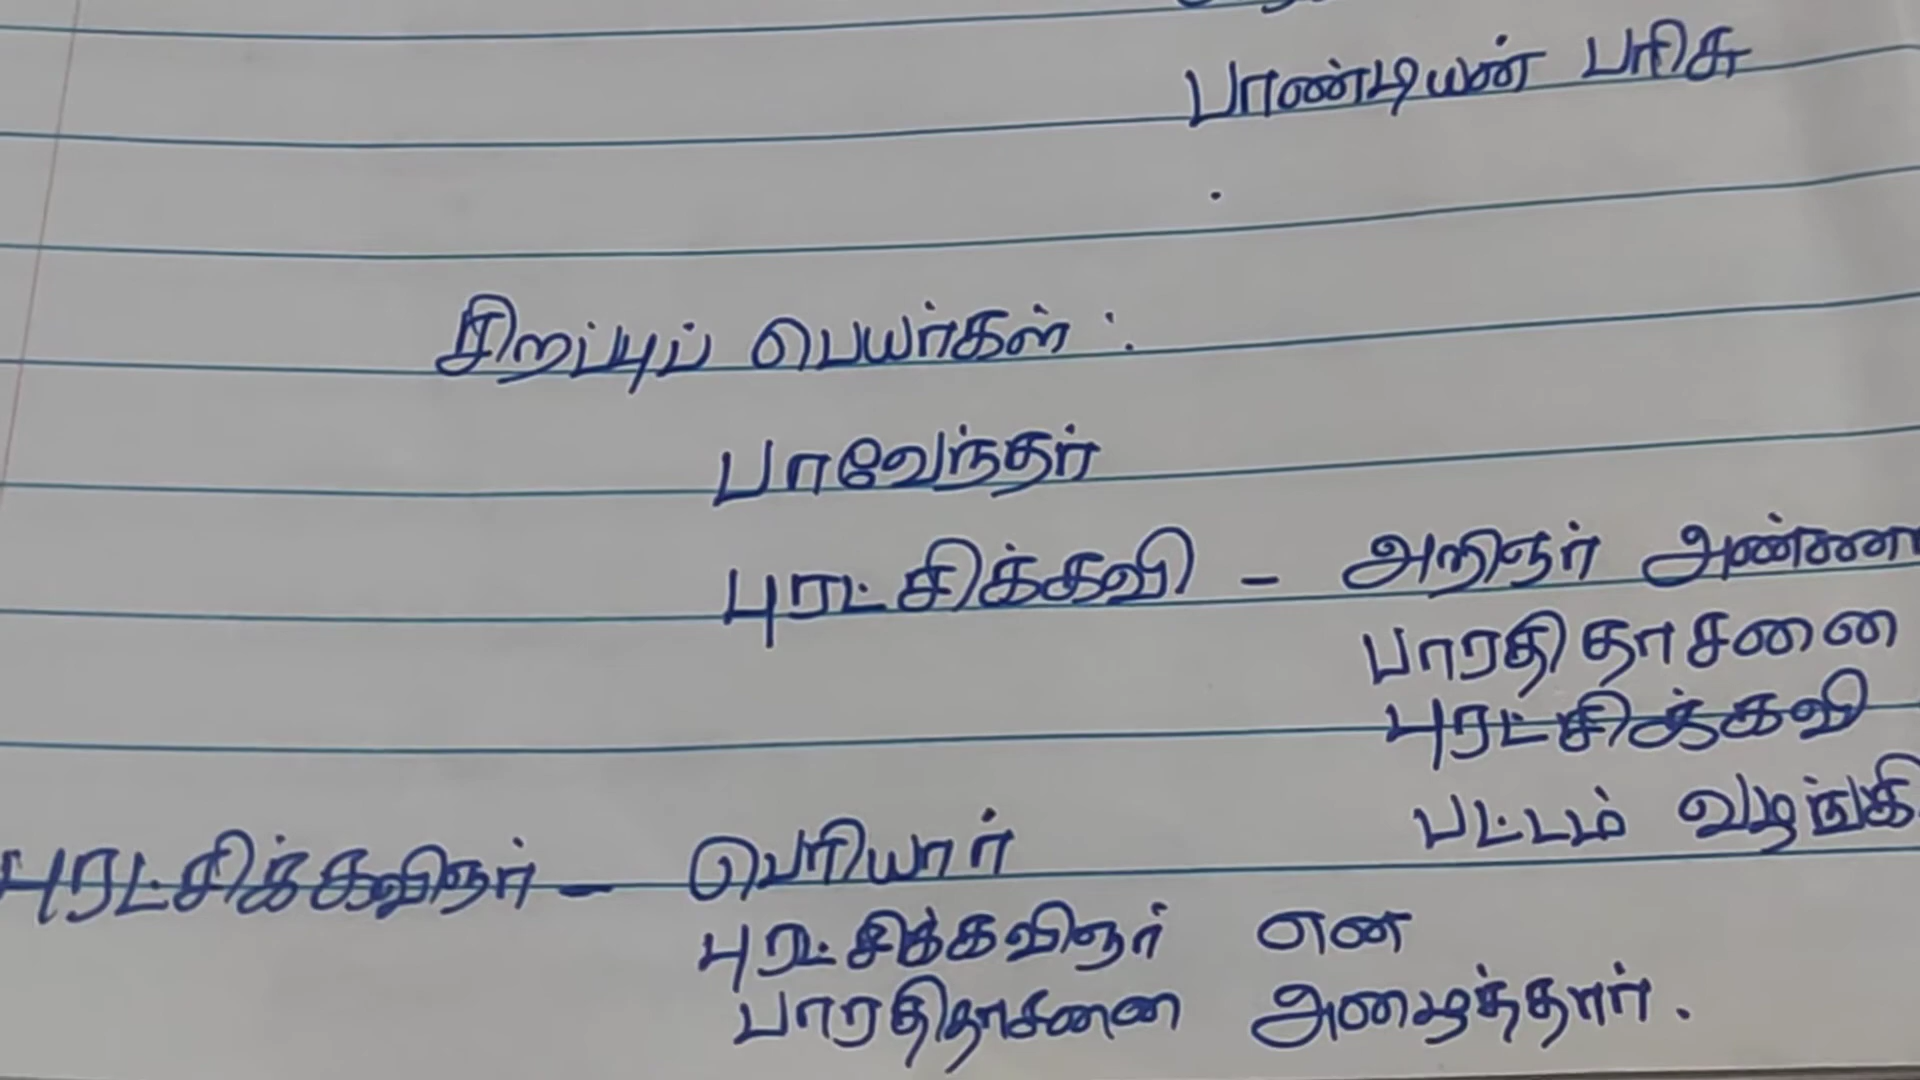 பாண்டியன் பரிசு
சிறப்புப் பெயர்கள் :
பாவேந்தர்
புரட்சிக்கவி - அறிஞர் அண்ணா
பாரதிதாசனை
புரட்சிக்கவி
பட்டம் வழங்கி
புரட்சிக்கவிஞர் - பெரியார்
புரட்சிக்கவிஞர் என
பாரதிதாசனை அழைத்தார்.